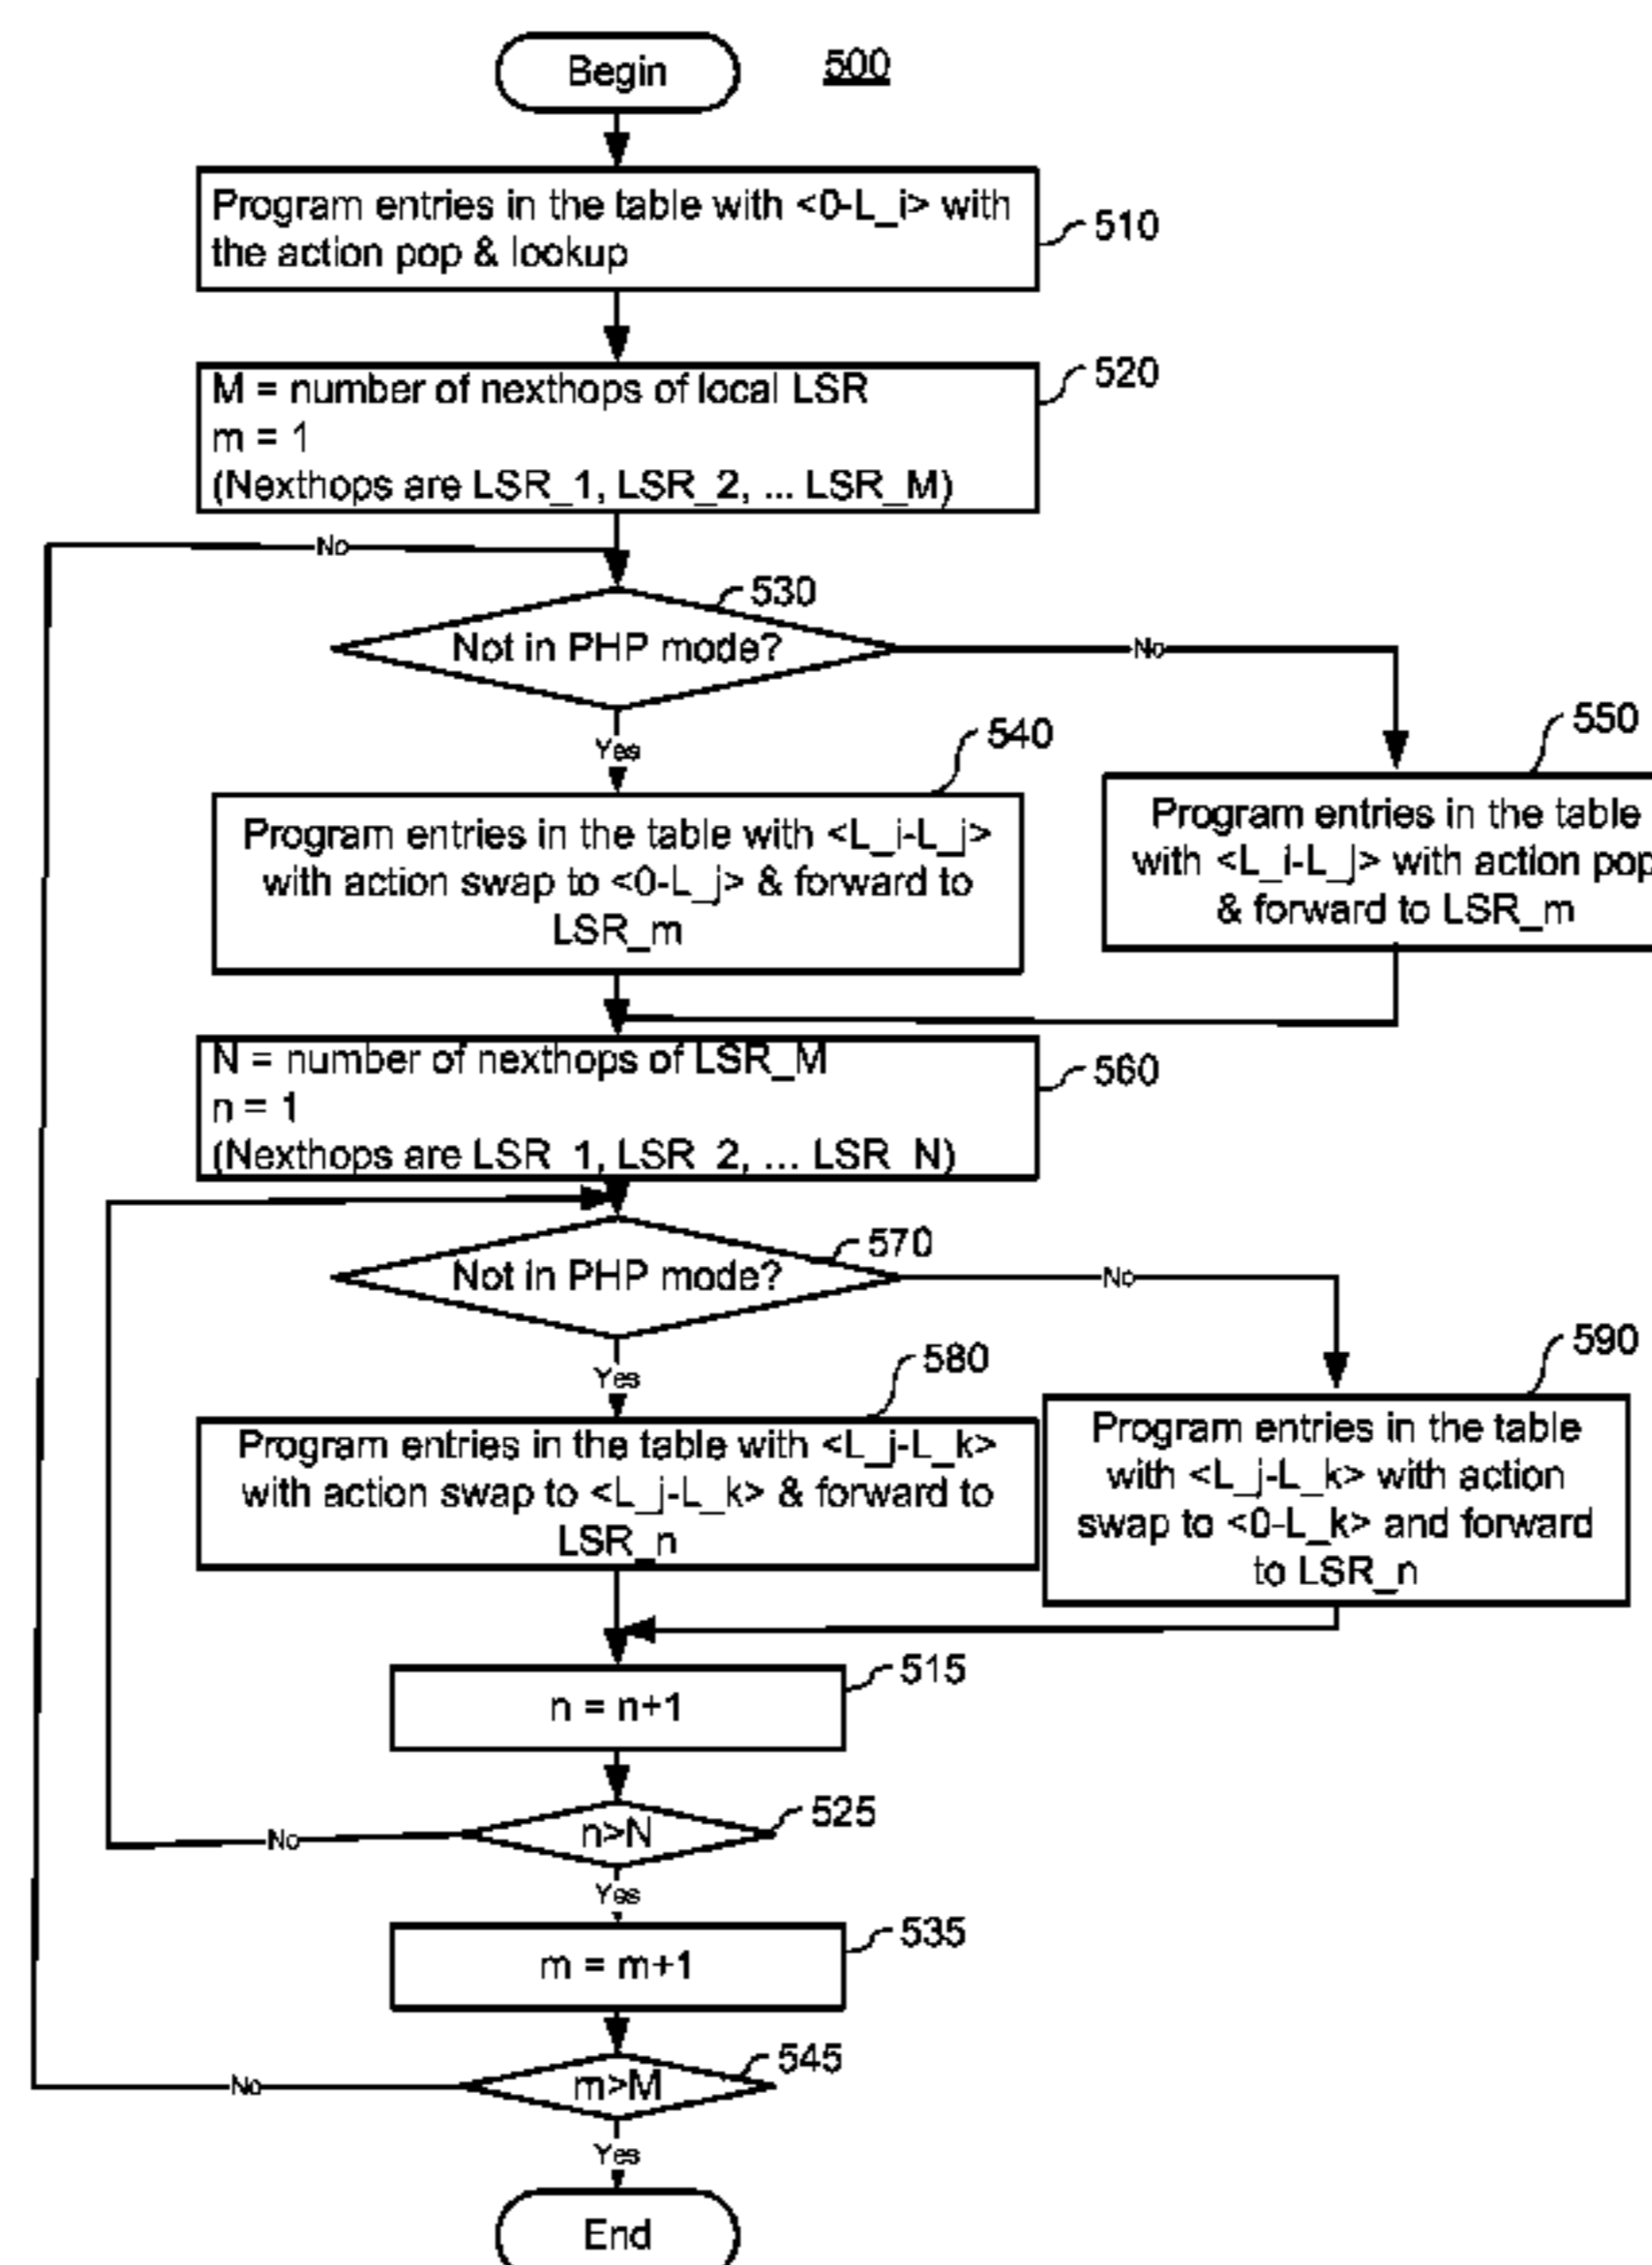 Begin
500
Program entries in the table with <0-L_i> with
the action pop & lookup
510
M = number of nexthops of local LSR
m = 1
(Nexthops are LSR_1, LSR_2, ... LSR_M)
520
No
530
Not in PHP mode?
No
Yes
540
550
Program entries in the table with <L_i-L_j>
with action swap to <0-L_j> & forward to
LSR_m
Program entries in the table
with <L_i-L_j> with action pop
& forward to LSR_m
N = number of nexthops of LSR_M
n = 1
(Nexthops are LSR_1, LSR_2, ... LSR_N)
560
570
Not in PHP mode?
No
Yes
580
590
Program entries in the table with <L_j-L_k>
with action swap to <L_j-L_k> & forward to
LSR_n
Program entries in the table
with <L_j-L_k> with action
swap to <0-L_k> and forward
to LSR_n
515
n = n+1
525
n>N
No
Yes
535
m = m+1
545
m>M
No
Yes
End